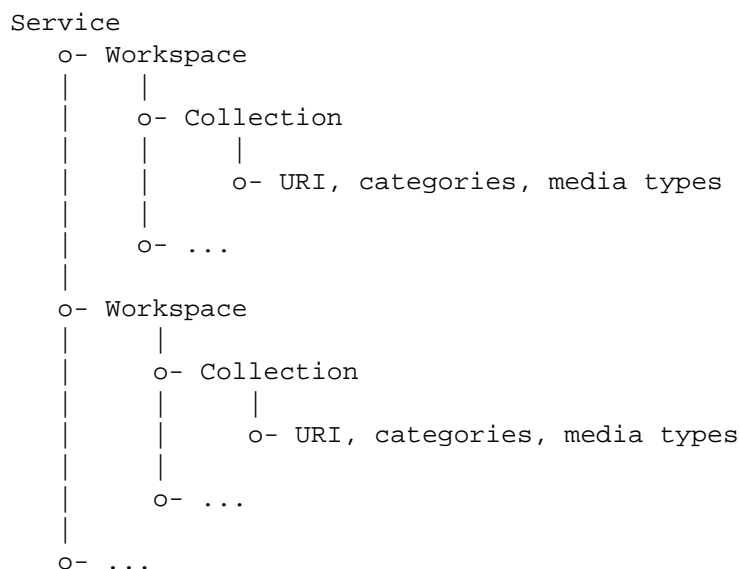 Service
o- Workspace
|    |
|    o- Collection
|    |     |
|    |     o- URI, categories, media types
|    |
|    o- ...
|
o- Workspace
|     |
|     o- Collection
|     |     |
|     |     o- URI, categories, media types
|     |
|     o- ...
|
o- ...